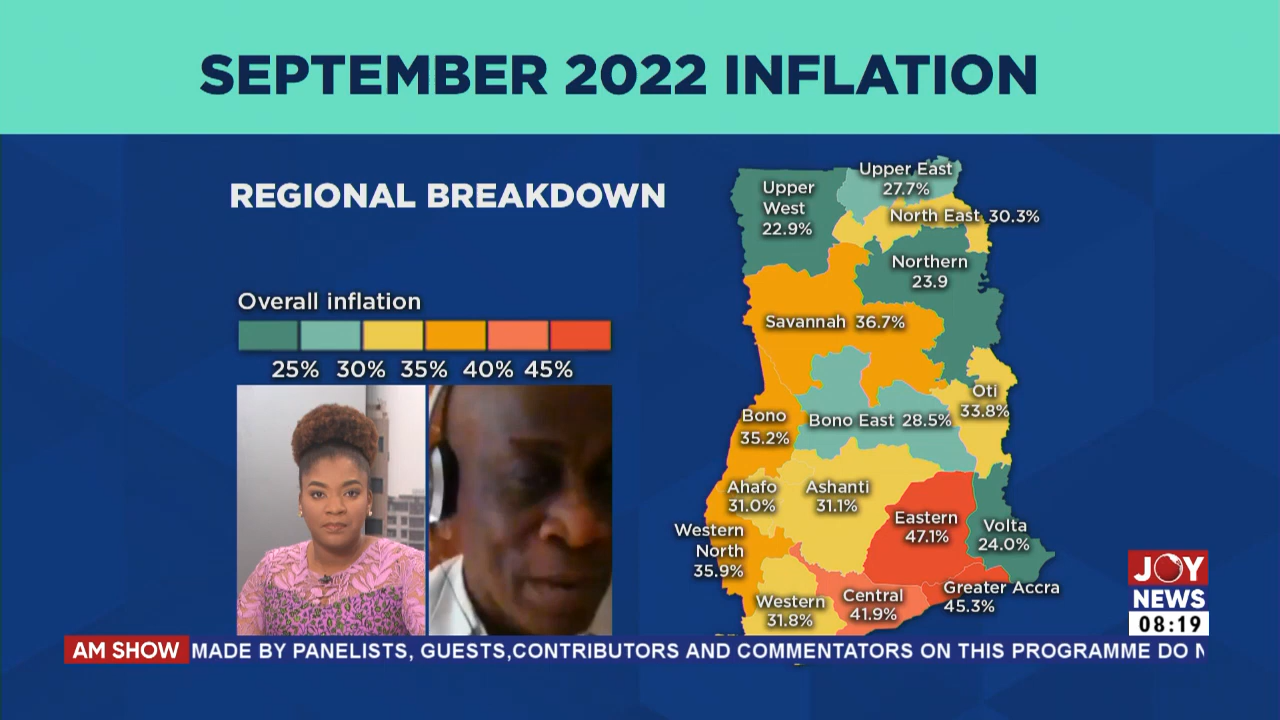 SEPTEMBER 2022 INFLATION
REGIONAL BREAKDOWN
Overall inflation
25% 30% 35% 40% 45%
Upper East
27.7%
Upper
West
22.9%
North East 30.3%
Northern
23.9
Savannah 36.7%
Oti
33.8%
Bono
35.2%
Bono East 28.5%
Ahafo
31.0%
Ashanti
31.1%
Eastern
47.1%
Volta
24.0%
Western
North
35.9%
Greater Accra
45.3%
Central
41.9%
Western
31.8%
JOY
NEWS
08:19
AM SHOW MADE BY PANELISTS, GUESTS,CONTRIBUTORS AND COMMENTATORS ON THIS PROGRAMME DO